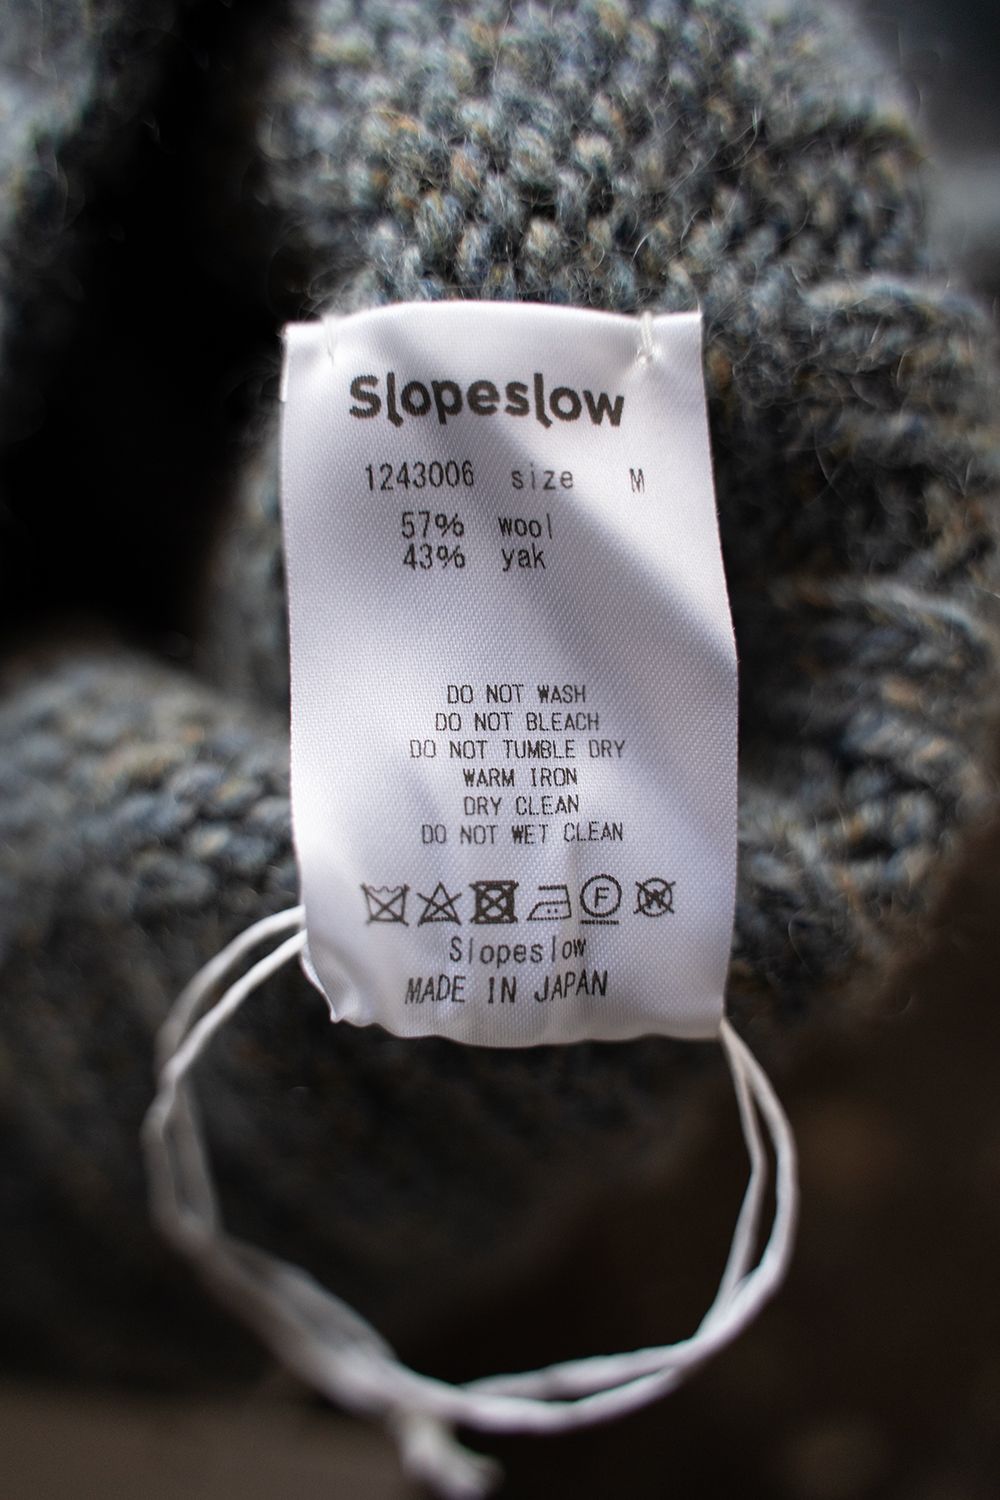 Slopeslow
1243006 size M
57% wool
43% yak
DO NOT WASH
DO NOT BLEACH
DO NOT TUMBLE DRY
WARM IRON
DRY CLEAN
DO NOT WET CLEAN
F W
Slopeslow
MADE IN JAPAN